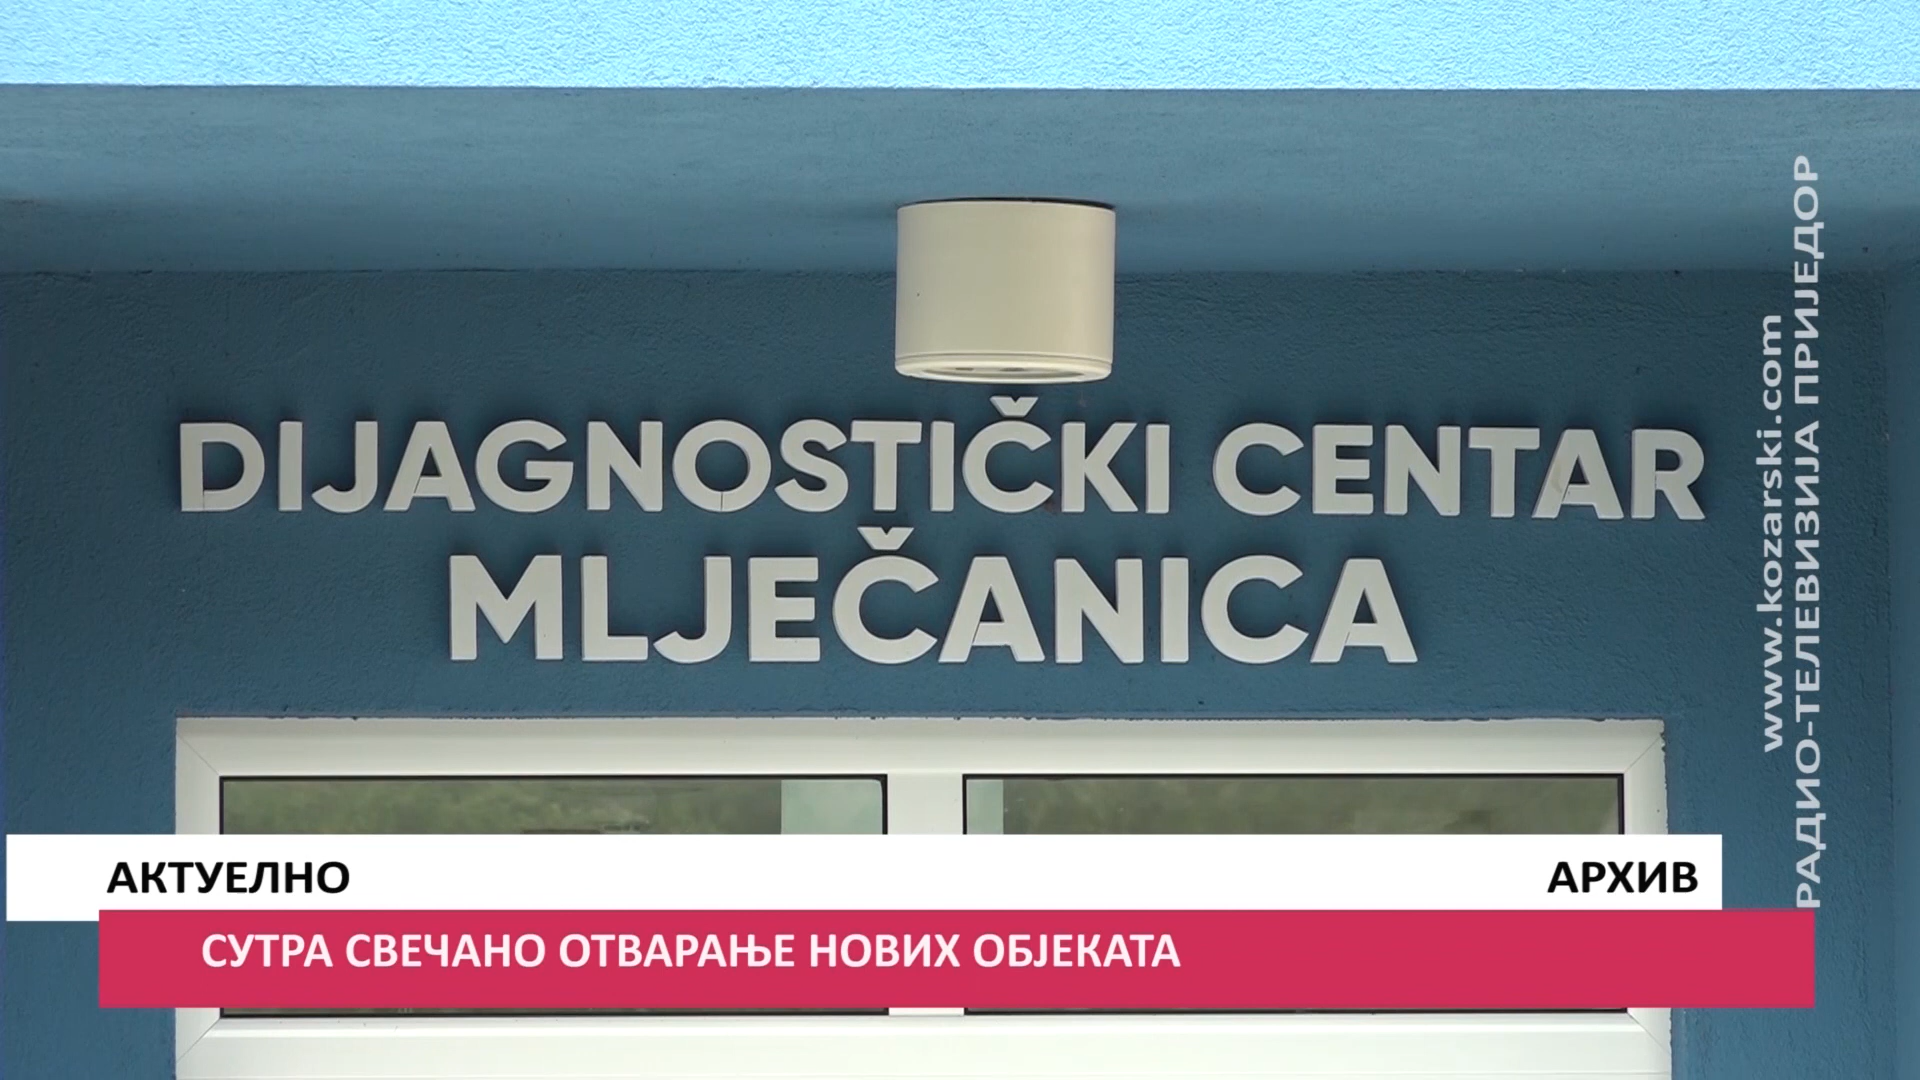 DIJAGNOSTIČKI CENTAR
MLJEČANICA
www.kozarski.com
РАДИО-ТЕЛЕВИЗИЈА ПРИЈЕДОР
АКТУЕЛНО
АРХИВ
СУТРА СВЕЧАНО ОТВАРАЊЕ НОВИХ ОБЈЕКАТА